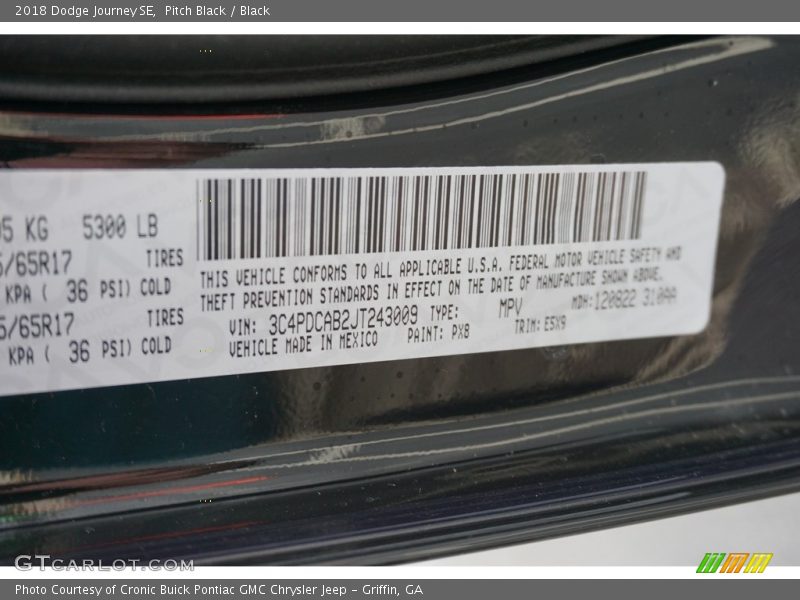 2018 Dodge Journey SE,  Pitch Black / Black
05 KG   5300 LB
5/65R17   TIRES
KPA ( 36 PSI) COLD
5/65R17   TIRES
KPA ( 36 PSI) COLD
THIS VEHICLE CONFORMS TO ALL APPLICABLE U.S.A. FEDERAL MOTOR VEHICLE SAFETY AND
THEFT PREVENTION STANDARDS IN EFFECT ON THE DATE OF MANUFACTURE SHOWN ABOVE.
VIN: 3C4PDCAB2JT243009 TYPE: MPV MDH:120822 310AA
VEHICLE MADE IN MEXICO PAINT: PX8 TRIM: E5X9
GTCARLOT.COM
Photo Courtesy of Cronic Buick Pontiac GMC Chrysler Jeep - Griffin, GA